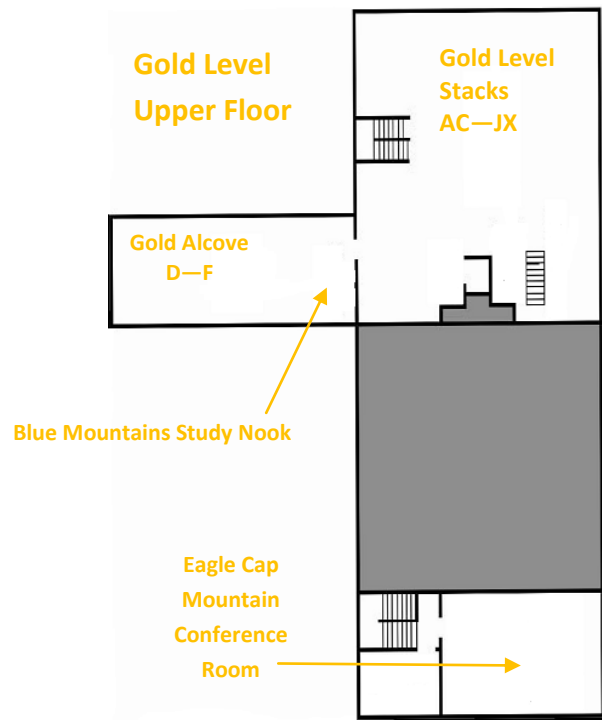 Gold Level
Upper Floor
Gold Level
Stacks
AC—JX
Gold Alcove
D—F
Blue Mountains Study Nook
Eagle Cap
Mountain
Conference
Room